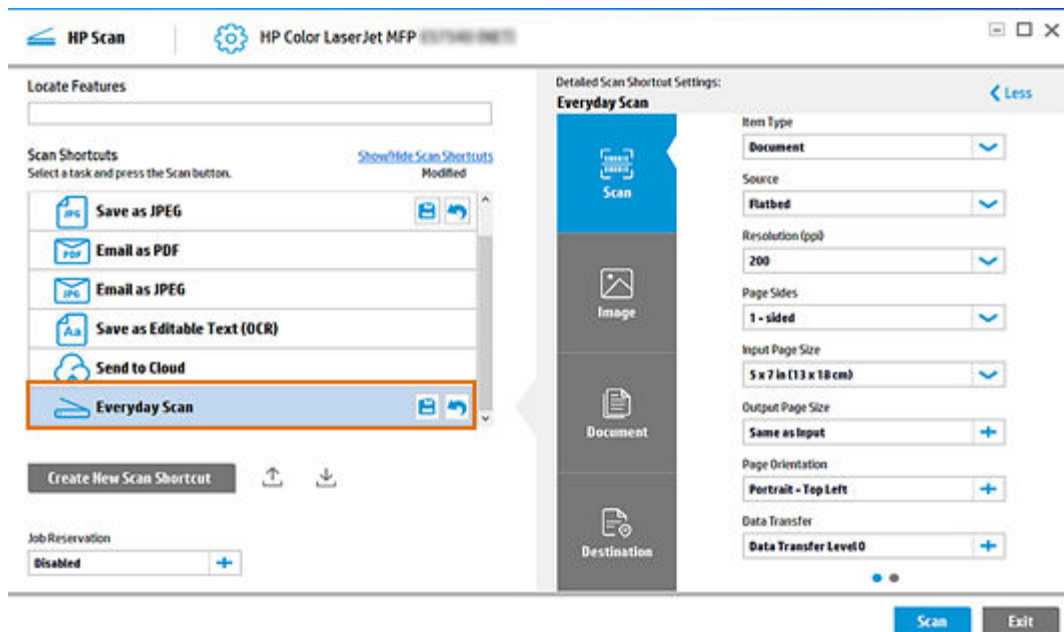 HP Scan
HP Color LaserJet MFP
Locate Features
Scan Shortcuts
Show/Hide Scan Shortcuts
Select a task and press the Scan button.
Modified
JPG
Save as JPEG
PDF
Email as PDF
JPG
Email as JPEG
Aa
Save as Editable Text (OCR)
Send to Cloud
Everyday Scan
Create New Scan Shortcut
Job Reservation
Disabled
Detailed Scan Shortcut Settings:
Everyday Scan
Less
Scan
Image
Document
Destination
Item Type
Document
Source
Flatbed
Resolution (ppi)
200
Page Sides
1 - sided
Input Page Size
5 x 7 in (13 x 18 cm)
Output Page Size
Same as Input
Page Orientation
Portrait - Top Left
Data Transfer
Data Transfer Level 0
Scan
Exit